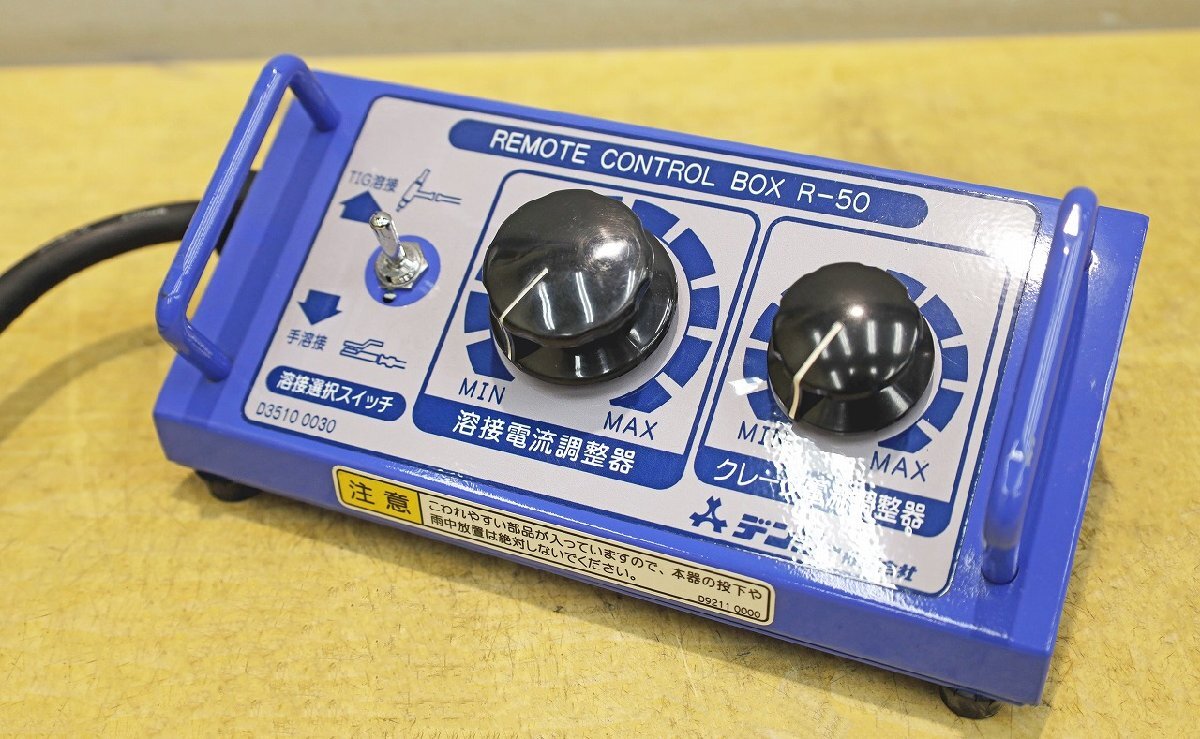 REMOTE CONTROL BOX R-50
TIG溶接
手溶接
溶接選択スイッチ
D3510 0030
MIN
MAX
溶接電流調整器
MAX
調整器
注意
こわれやすい部品が入っていますので、本器の投下や
雨中放置は絶対しないでください。
D9211 0000